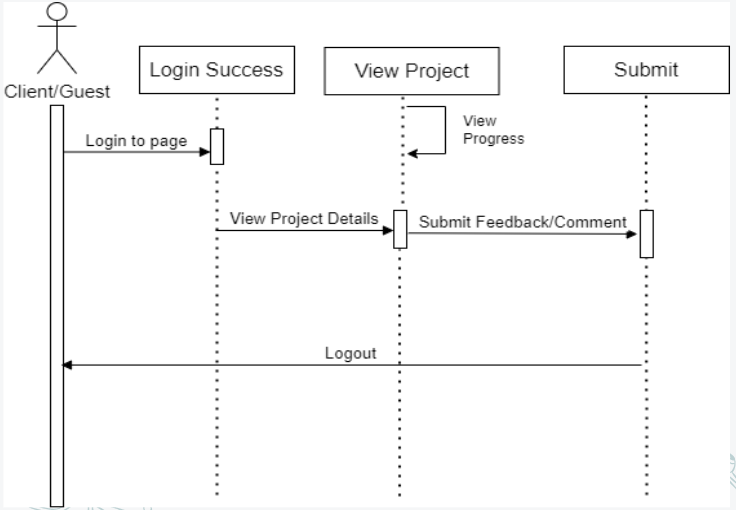 Client/Guest
Login Success
View Project
Submit
Login to page
View
Progress
View Project Details
Submit Feedback/Comment
Logout